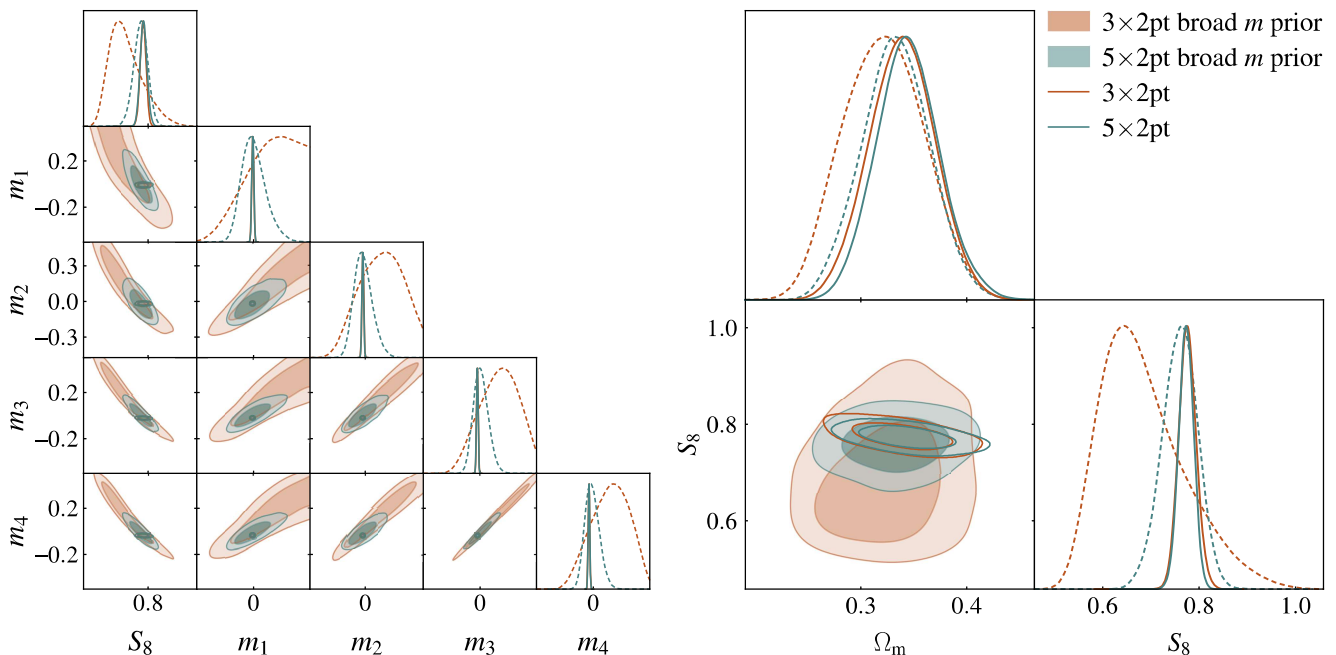 3×2pt broad m prior
5×2pt broad m prior
3×2pt
5×2pt
m₁
0.2
−0.2
m₂
0.3
0.0
−0.3
m₃
0.2
−0.2
m₄
0.2
−0.2
0.8
0
0
0
0
S₈
m₁
m₂
m₃
m₄
S₈
1.0
0.8
0.6
0.3
0.4
0.6
0.8
1.0
Ωₘ
S₈